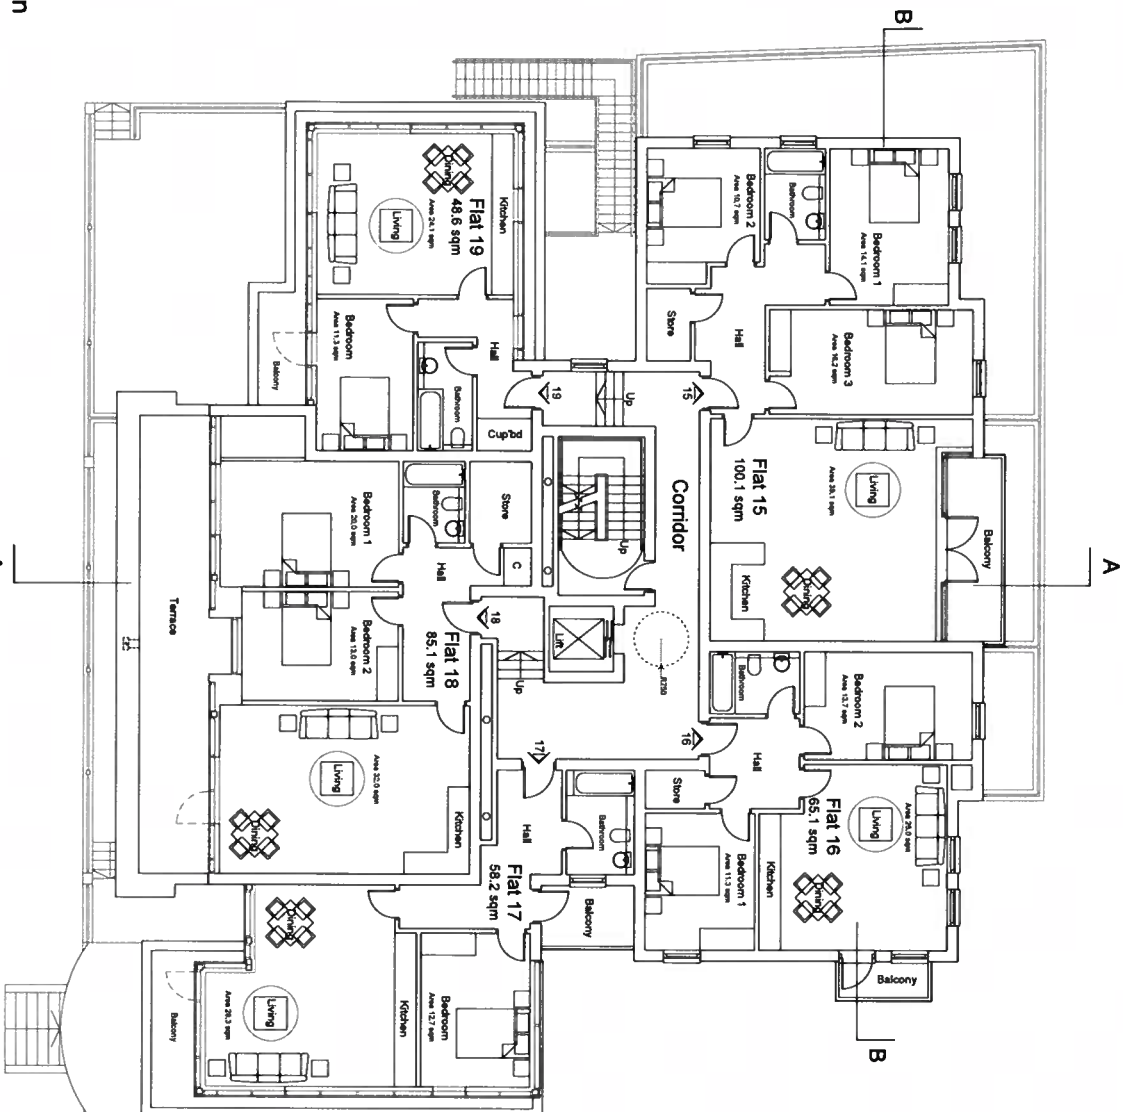 n
B
A
Bedroom 1
Area 14.1 sqm
Bathroom
Bedroom 2
Area 10.7 sqm
Bedroom 3
Area 16.2 sqm
Hall
Store
15
Flat 15
100.1 sqm
Living
Dining
Kitchen
Balcony
Corridor
Up
Up
Lift
R750
Bathroom
Bedroom 2
Area 13.7 sqm
16
Hall
Store
Flat 16
65.1 sqm
Living
Dining
Kitchen
Bedroom 1
Area 11.3 sqm
Balcony
B
17
Hall
Bathroom
Balcony
Flat 17
58.2 sqm
Bedroom
Area 12.7 sqm
Kitchen
Dining
Living
Area 28.3 sqm
Balcony
Up
18
C
Store
Hall
Bathroom
Flat 18
85.1 sqm
Bedroom 1
Area 20.0 sqm
Bedroom 2
Area 13.0 sqm
Living
Area 32.0 sqm
Dining
Kitchen
Terrace
19
Cup'bd
Hall
Bathroom
Flat 19
48.6 sqm
Kitchen
Dining
Living
Area 24.1 sqm
Bedroom
Area 11.3 sqm
Balcony